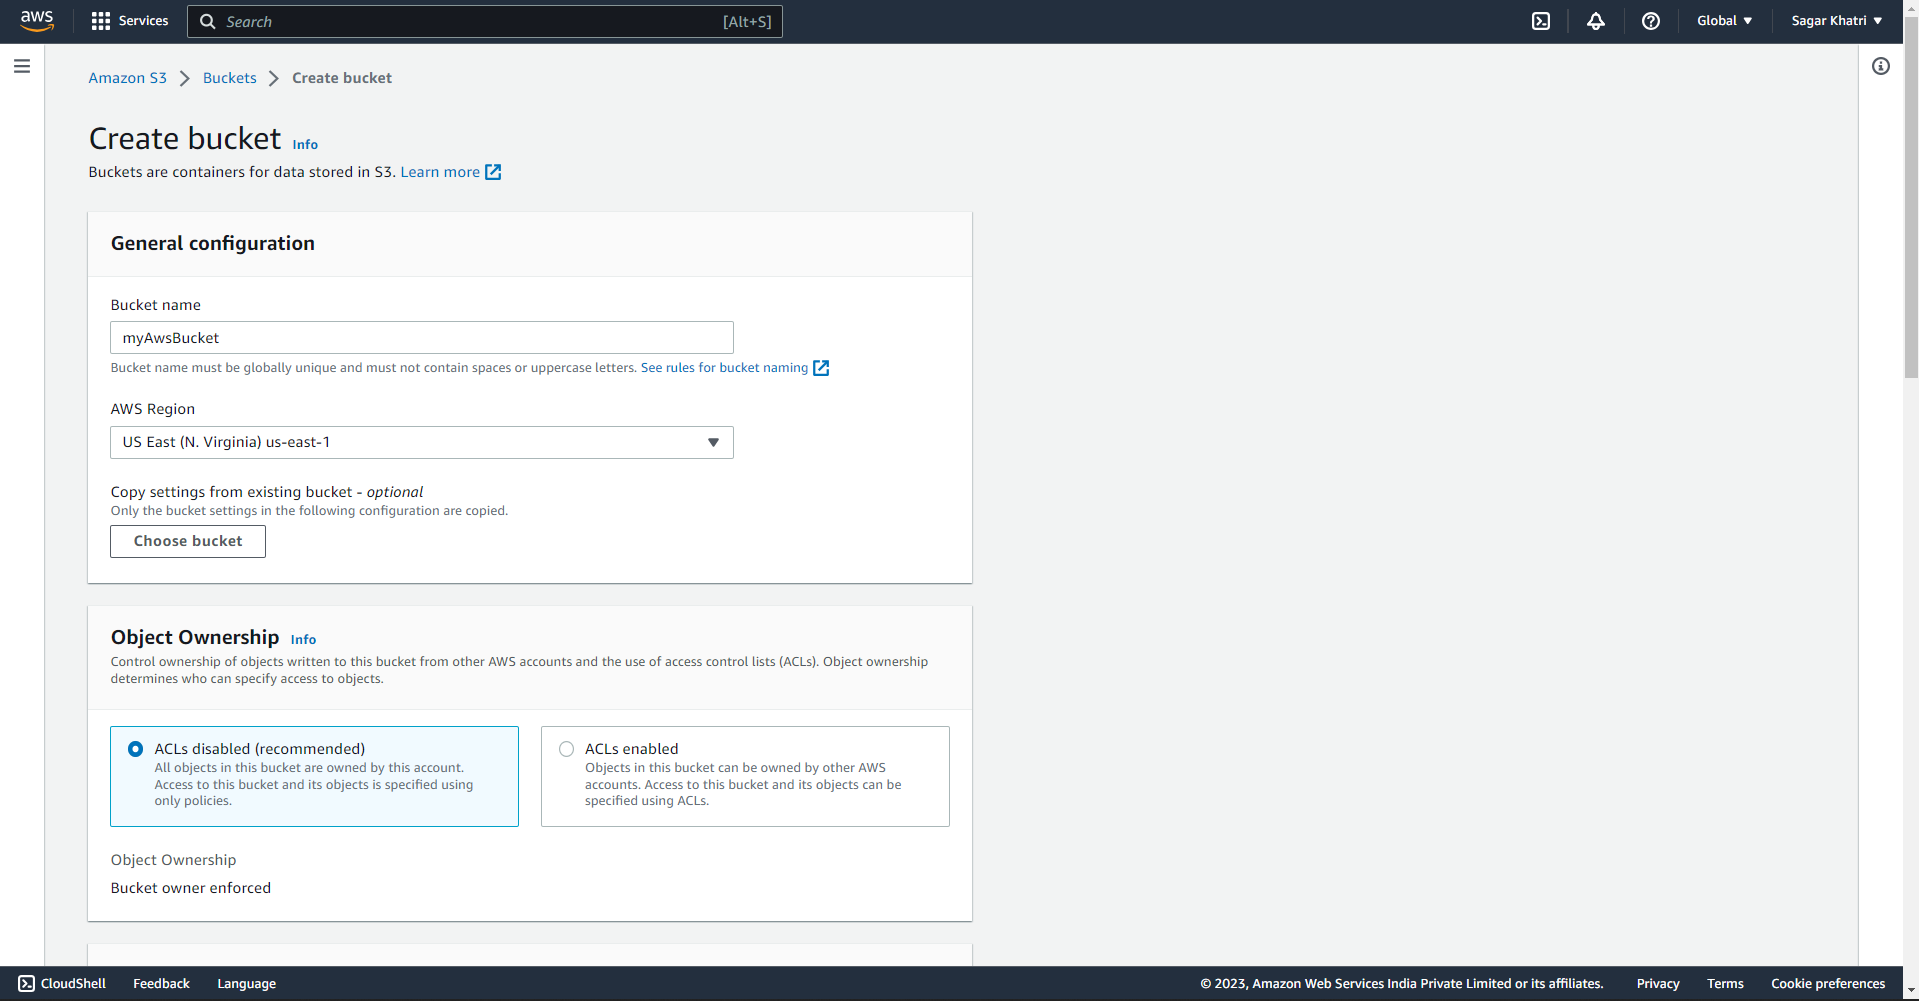 aws
Services
Search [Alt+S]
Global
Sagar Khatri
Amazon S3
Buckets
Create bucket
Create bucket Info
Buckets are containers for data stored in S3. Learn more
General configuration
Bucket name
myAwsBucket
Bucket name must be globally unique and must not contain spaces or uppercase letters. See rules for bucket naming
AWS Region
US East (N. Virginia) us-east-1
Copy settings from existing bucket - optional
Only the bucket settings in the following configuration are copied.
Choose bucket
Object Ownership Info
Control ownership of objects written to this bucket from other AWS accounts and the use of access control lists (ACLs). Object ownership
determines who can specify access to objects.
ACLs disabled (recommended)
All objects in this bucket are owned by this account.
Access to this bucket and its objects is specified using
only policies.
ACLs enabled
Objects in this bucket can be owned by other AWS
accounts. Access to this bucket and its objects can be
specified using ACLs.
Object Ownership
Bucket owner enforced
CloudShell
Feedback
Language
© 2023, Amazon Web Services India Private Limited or its affiliates.
Privacy
Terms
Cookie preferences